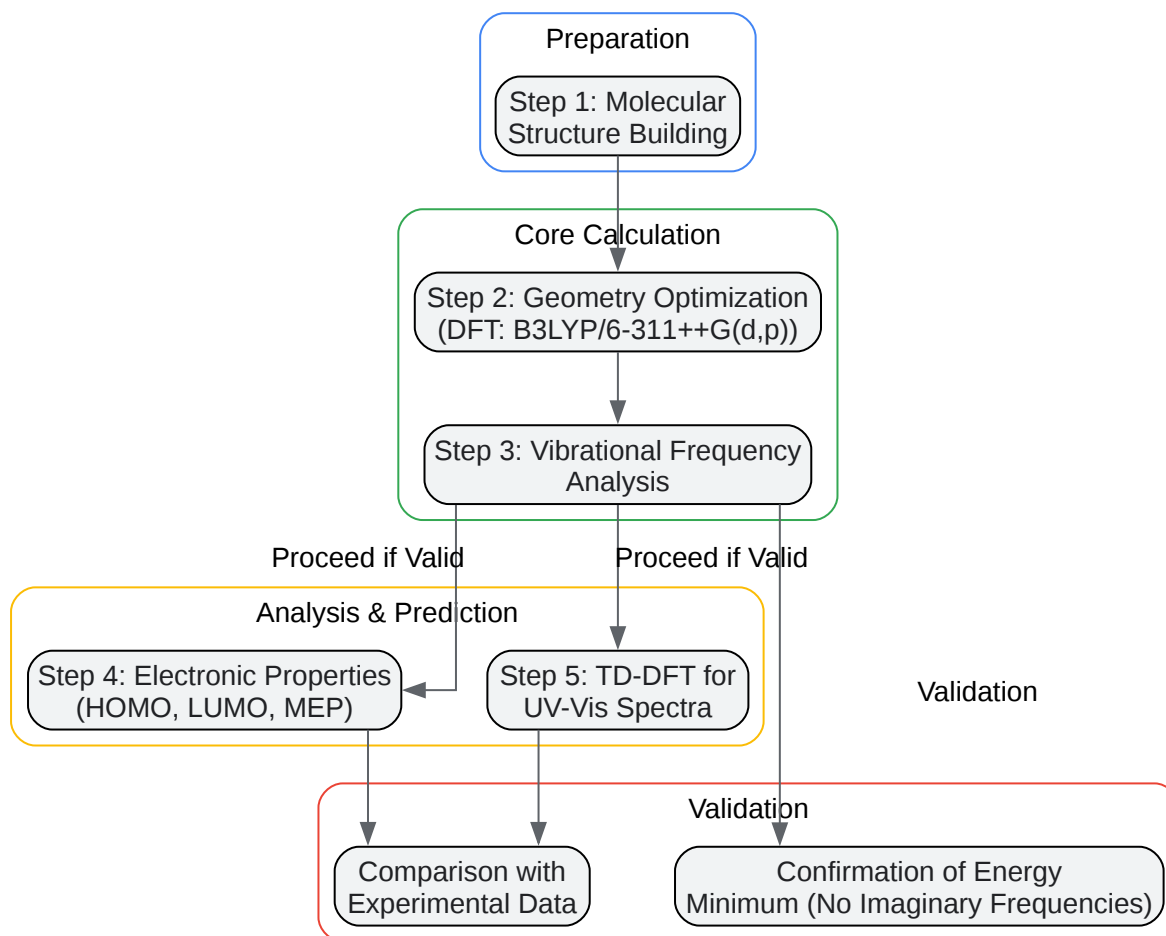 Preparation
Step 1: Molecular
Structure Building
Core Calculation
Step 2: Geometry Optimization
(DFT: B3LYP/6-311++G(d,p))
Step 3: Vibrational Frequency
Analysis
Proceed if Valid
Proceed if Valid
Analysis & Prediction
Step 4: Electronic Properties
(HOMO, LUMO, MEP)
Step 5: TD-DFT for
UV-Vis Spectra
Validation
Validation
Comparison with
Experimental Data
Confirmation of Energy
Minimum (No Imaginary Frequencies)